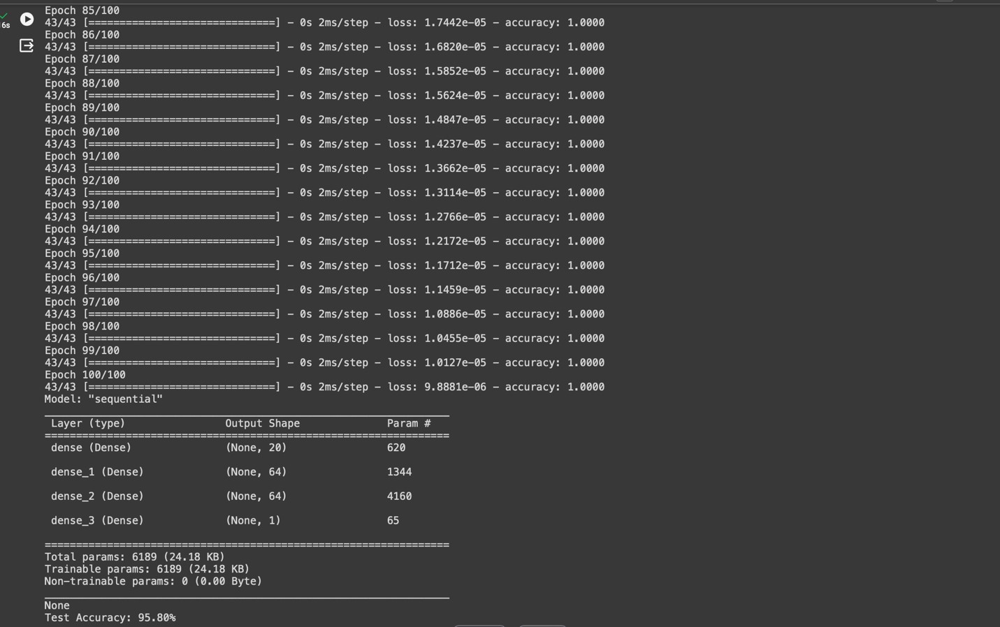 Epoch 85/100
6s
43/43 [==============================] - 0s 2ms/step - loss: 1.7442e-05 - accuracy: 1.0000
Epoch 86/100
43/43 [==============================] - 0s 2ms/step - loss: 1.6820e-05 - accuracy: 1.0000
Epoch 87/100
43/43 [==============================] - 0s 2ms/step - loss: 1.5852e-05 - accuracy: 1.0000
Epoch 88/100
43/43 [==============================] - 0s 2ms/step - loss: 1.5624e-05 - accuracy: 1.0000
Epoch 89/100
43/43 [==============================] - 0s 2ms/step - loss: 1.4847e-05 - accuracy: 1.0000
Epoch 90/100
43/43 [==============================] - 0s 2ms/step - loss: 1.4237e-05 - accuracy: 1.0000
Epoch 91/100
43/43 [==============================] - 0s 2ms/step - loss: 1.3662e-05 - accuracy: 1.0000
Epoch 92/100
43/43 [==============================] - 0s 2ms/step - loss: 1.3114e-05 - accuracy: 1.0000
Epoch 93/100
43/43 [==============================] - 0s 2ms/step - loss: 1.2766e-05 - accuracy: 1.0000
Epoch 94/100
43/43 [==============================] - 0s 2ms/step - loss: 1.2172e-05 - accuracy: 1.0000
Epoch 95/100
43/43 [==============================] - 0s 2ms/step - loss: 1.1712e-05 - accuracy: 1.0000
Epoch 96/100
43/43 [==============================] - 0s 2ms/step - loss: 1.1459e-05 - accuracy: 1.0000
Epoch 97/100
43/43 [==============================] - 0s 2ms/step - loss: 1.0886e-05 - accuracy: 1.0000
Epoch 98/100
43/43 [==============================] - 0s 2ms/step - loss: 1.0455e-05 - accuracy: 1.0000
Epoch 99/100
43/43 [==============================] - 0s 2ms/step - loss: 1.0127e-05 - accuracy: 1.0000
Epoch 100/100
43/43 [==============================] - 0s 2ms/step - loss: 9.8881e-06 - accuracy: 1.0000
Model: "sequential"
_________________________________________________________________
Layer (type) Output Shape Param #
=================================================================
dense (Dense) (None, 20) 620
dense_1 (Dense) (None, 64) 1344
dense_2 (Dense) (None, 64) 4160
dense_3 (Dense) (None, 1) 65
=================================================================
Total params: 6189 (24.18 KB)
Trainable params: 6189 (24.18 KB)
Non-trainable params: 0 (0.00 Byte)
_________________________________________________________________
None
Test Accuracy: 95.80%